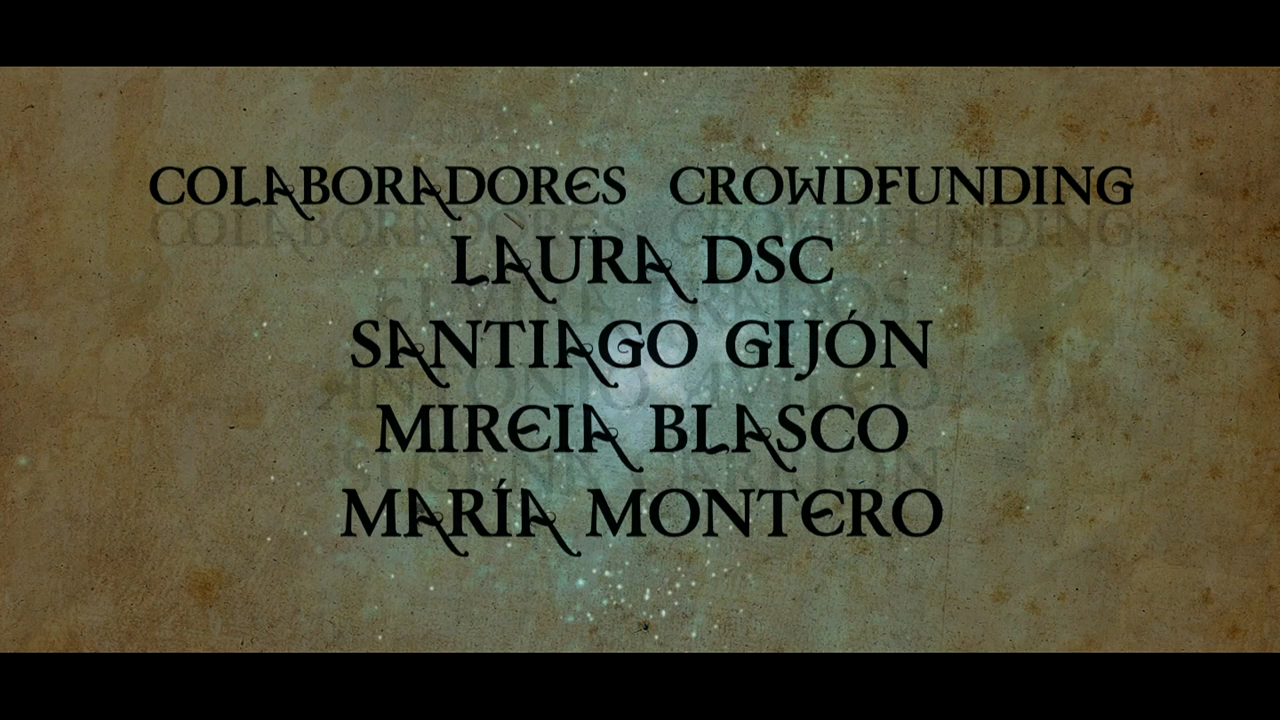 COLABORADORES CROWDFUNDING
LAURA DSC
SANTIAGO GIJÓN
MIREIA BLASCO
MARÍA MONTERO